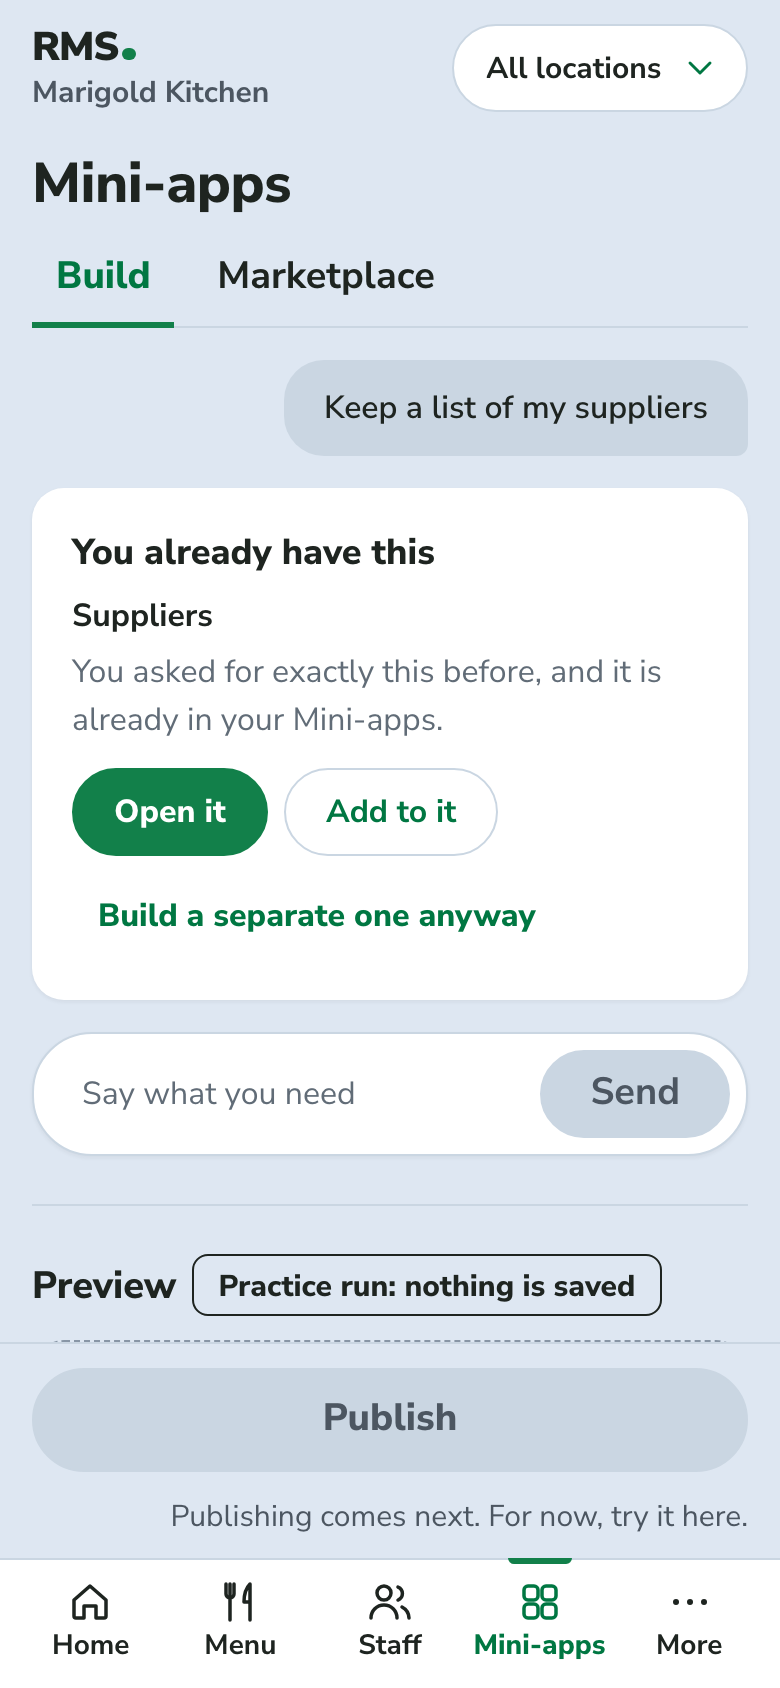 RMS.
Marigold Kitchen
All locations
Mini-apps
Build
Marketplace
Keep a list of my suppliers
You already have this
Suppliers
You asked for exactly this before, and it is
already in your Mini-apps.
Open it
Add to it
Build a separate one anyway
Say what you need
Send
Preview
Practice run: nothing is saved
Publish
Publishing comes next. For now, try it here.
Home
Menu
Staff
Mini-apps
More